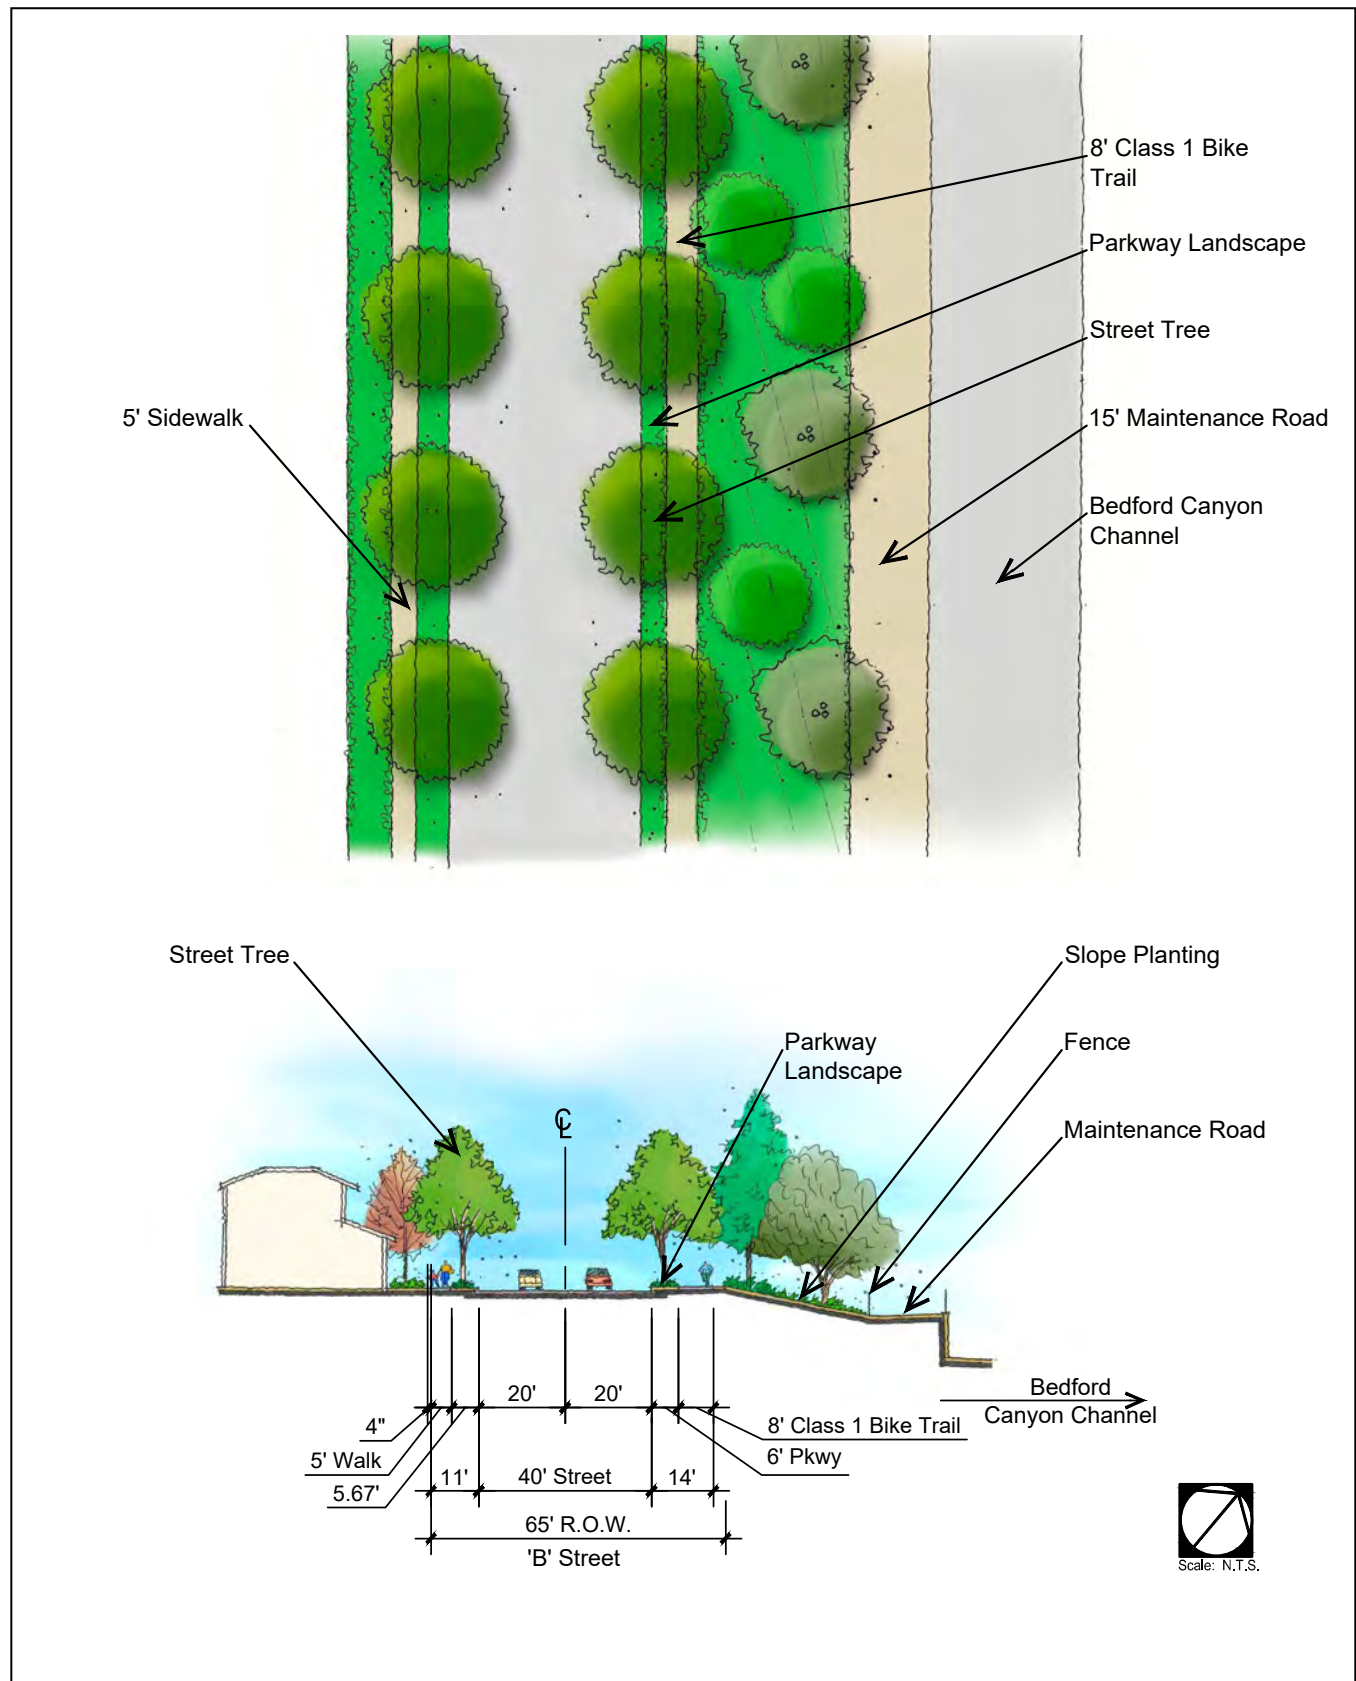 8' Class 1 Bike
Trail
Parkway Landscape
Street Tree
5' Sidewalk
15' Maintenance Road
Bedford Canyon
Channel
Street Tree
Slope Planting
Parkway
Landscape
Fence
Maintenance Road
CL
20'
20'
Bedford
Canyon Channel
4"
8' Class 1 Bike Trail
5' Walk
6' Pkwy
11'
40' Street
14'
5.67'
65' R.O.W.
'B' Street
Scale: N.T.S.